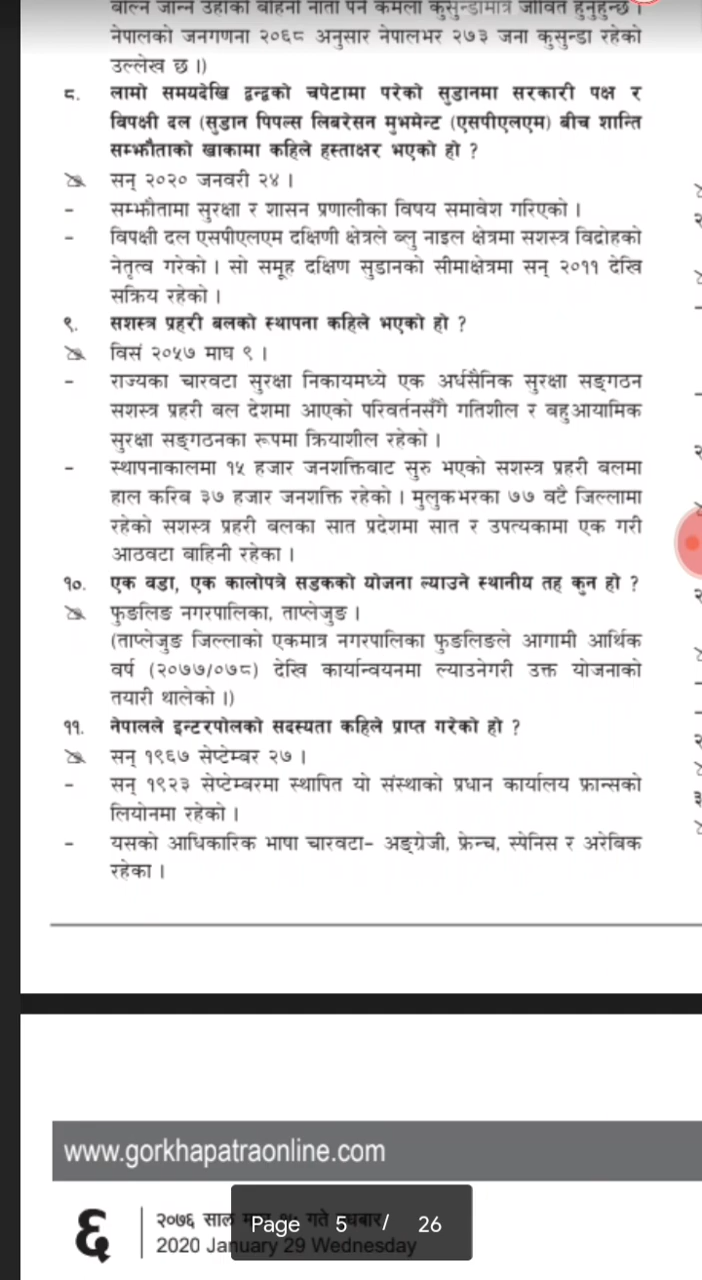 बोल्न जान्ने उहाँकी बहिनी नाता पर्ने कमला कुसुन्डामात्रै जीवित हुनुहुन्छ ।
नेपालको जनगणना २०६८ अनुसार नेपालभर २७३ जना कुसुन्डा रहेको
उल्लेख छ ।)
८. लामो समयदेखि द्वन्द्वको चपेटामा परेको सुडानमा सरकारी पक्ष र
विपक्षी दल (सुडान पिपल्स लिबरेसन मुभमेन्ट (एसपीएलएम) बीच शान्ति
सम्झौताको खाकामा कहिले हस्ताक्षर भएको हो ?
सन् २०२० जनवरी २४ ।
- सम्झौतामा सुरक्षा र शासन प्रणालीका विषय समावेश गरिएको ।
- विपक्षी दल एसपीएलएम दक्षिणी क्षेत्रले ब्लु नाइल क्षेत्रमा सशस्त्र विद्रोहको
नेतृत्व गरेको । सो समूह दक्षिण सुडानको सीमाक्षेत्रमा सन् २०११ देखि
सक्रिय रहेको ।
९. सशस्त्र प्रहरी बलको स्थापना कहिले भएको हो ?
विसं २०५७ माघ ९ ।
- राज्यका चारवटा सुरक्षा निकायमध्ये एक अर्धसैनिक सुरक्षा सङ्गठन
सशस्त्र प्रहरी बल देशमा आएको परिवर्तनसँगै गतिशील र बहुआयामिक
सुरक्षा सङ्गठनका रूपमा क्रियाशील रहेको ।
- स्थापनाकालमा १५ हजार जनशक्तिबाट सुरु भएको सशस्त्र प्रहरी बलमा
हाल करिब ३७ हजार जनशक्ति रहेको । मुलुकभरका ७७ वटै जिल्लामा
रहेको सशस्त्र प्रहरी बलका सात प्रदेशमा सात र उपत्यकामा एक गरी
आठवटा बाहिनी रहेका ।
१०. एक वडा, एक कालोपत्रे सडकको योजना ल्याउने स्थानीय तह कुन हो ?
फुङलिङ नगरपालिका, ताप्लेजुङ ।
(ताप्लेजुङ जिल्लाको एकमात्र नगरपालिका फुङलिङले आगामी आर्थिक
वर्ष (२०७७/०७८) देखि कार्यान्वयनमा ल्याउनेगरी उक्त योजनाको
तयारी थालेको ।)
११. नेपालले इन्टरपोलको सदस्यता कहिले प्राप्त गरेको हो ?
सन् १९६७ सेप्टेम्बर २७ ।
- सन् १९२३ सेप्टेम्बरमा स्थापित यो संस्थाको प्रधान कार्यालय फ्रान्सको
लियोनमा रहेको ।
- यसको आधिकारिक भाषा चारवटा- अङ्ग्रेजी, फ्रेन्च, स्पेनिस र अरेबिक
रहेका ।
www.gorkhapatraonline.com
६ २०७६ साल गते बुधबार
2020 January 29 Wednesday
Page 5 / 26